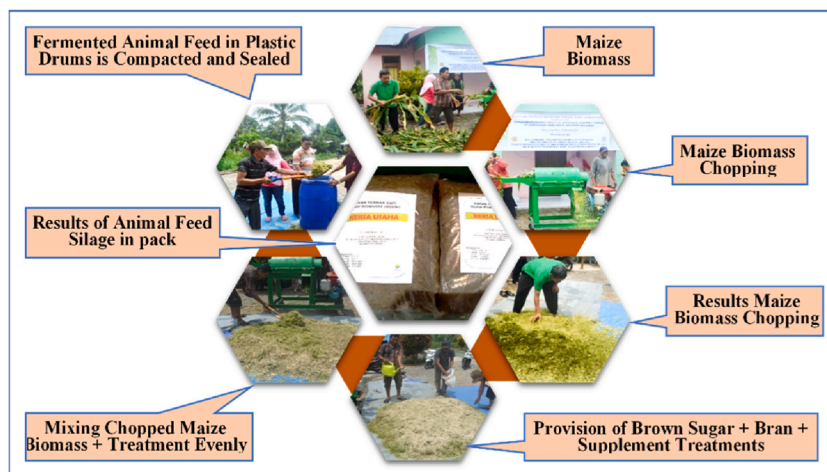 Fermented Animal Feed in Plastic
Drums is Compacted and Sealed
Maize
Biomass
Maize Biomass
Chopping
Results of Animal Feed
Silage in pack
KERJA USAHA
Results Maize
Biomass Chopping
Mixing Chopped Maize
Biomass + Treatment Evenly
Provision of Brown Sugar + Bran +
Supplement Treatments